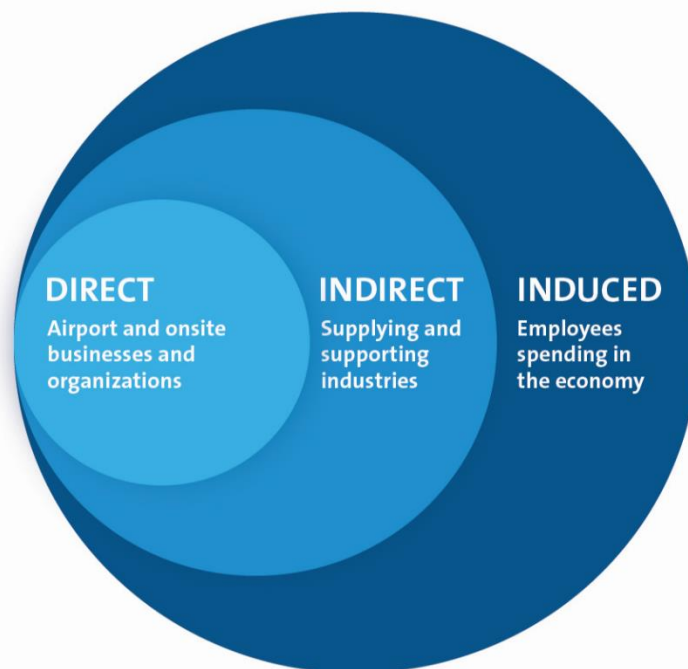 DIRECT
Airport and onsite
businesses and
organizations
INDIRECT
Supplying and
supporting
industries
INDUCED
Employees
spending in
the economy